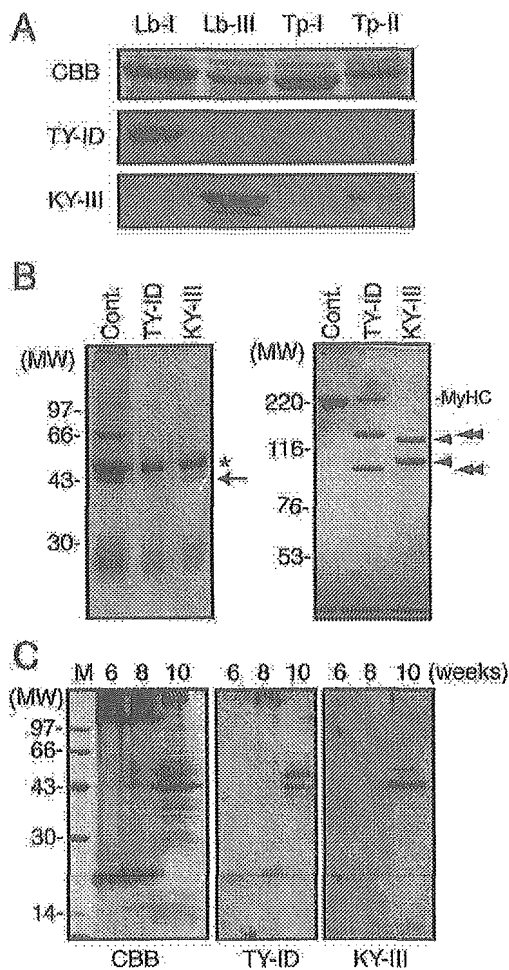 A
Lb-I Lb-III Tp-I Tp-II
CBB
TY-ID
KY-III
B
Cont. TY-ID KY-III
(MW)
97-
66-
43-
30-
*
Cont. TY-ID KY-III
(MW)
220-
116-
76-
53-
-MyHC
C
M 6 8 10 6 8 10 6 8 10 (weeks)
(MW)
97-
66-
43-
30-
14-
CBB TY-ID KY-III